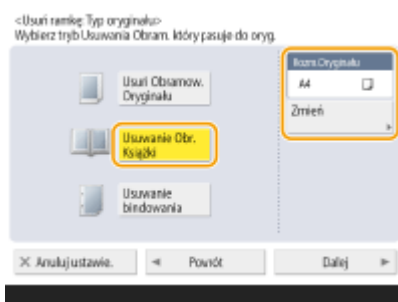 <Usuń ramkę: Typ oryginału>
Wybierz tryb Usuwania Obram. który pasuje do oryg.
Rozm.Oryginału
A4
Usuń Obramow.
Oryginału
Zmień
Usuwanie Obr.
Książki
Usuwanie
bindowania
Anuluj ustawie.
Powrót
Dalej